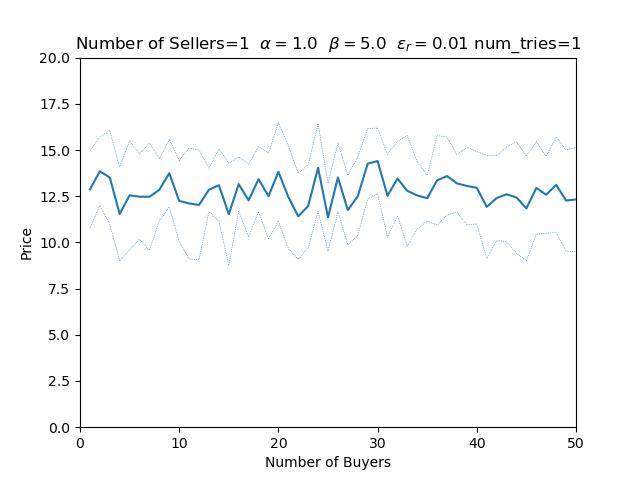 Number of Sellers=1 α = 1.0 β = 5.0 εr = 0.01 num_tries=1
20.0
17.5
15.0
12.5
10.0
7.5
5.0
2.5
0.0
Price
0 10 20 30 40 50
Number of Buyers